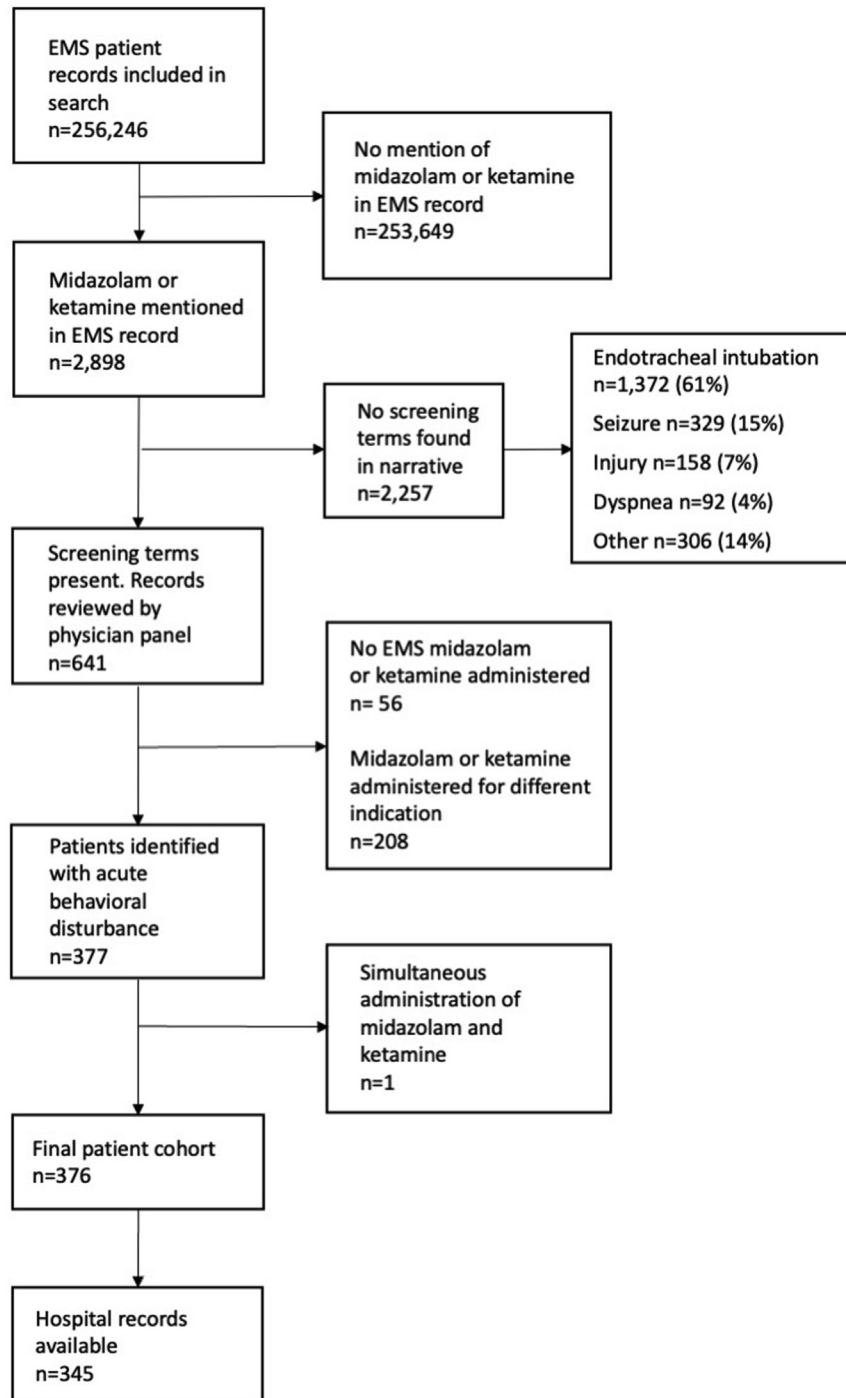 EMS patient
records included in
search
n=256,246
No mention of
midazolam or ketamine
in EMS record
n=253,649
Midazolam or
ketamine mentioned
in EMS record
n=2,898
No screening
terms found
in narrative
n=2,257
Endotracheal intubation
n=1,372 (61%)
Seizure n=329 (15%)
Injury n=158 (7%)
Dyspnea n=92 (4%)
Other n=306 (14%)
Screening terms
present. Records
reviewed by
physician panel
n=641
No EMS midazolam
or ketamine administered
n= 56
Midazolam or ketamine
administered for different
indication
n=208
Patients identified
with acute
behavioral
disturbance
n=377
Simultaneous
administration of
midazolam and
ketamine
n=1
Final patient cohort
n=376
Hospital records
available
n=345